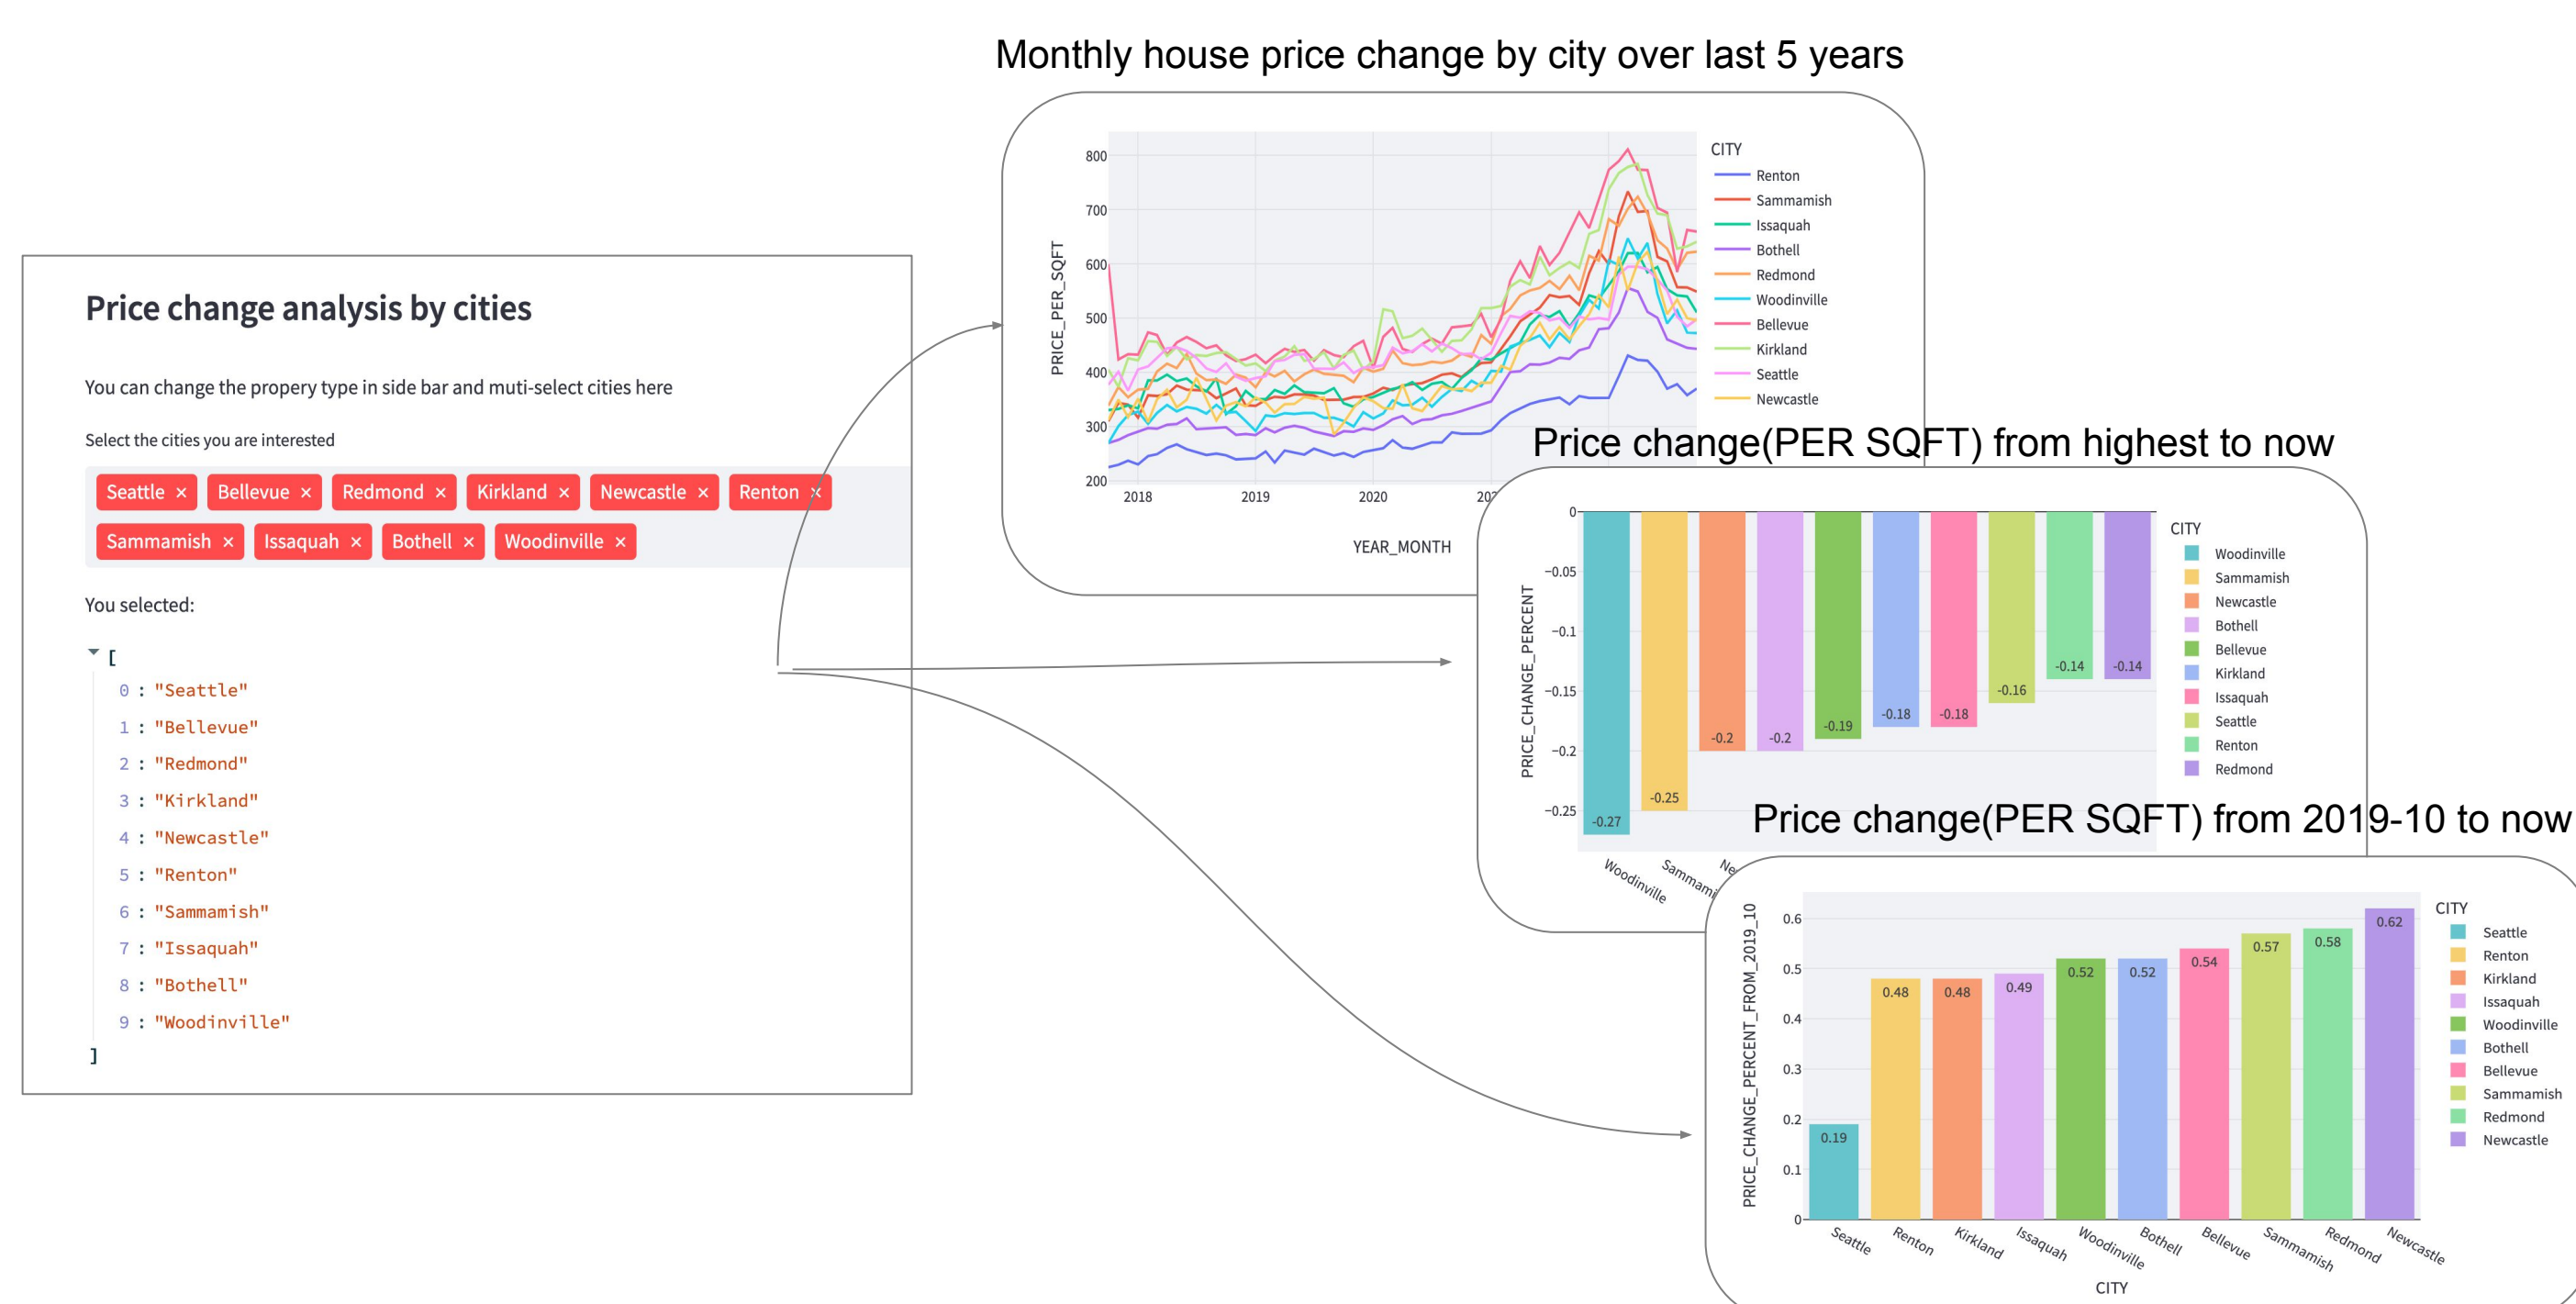 Monthly house price change by city over last 5 years
Price change analysis by cities
You can change the propery type in side bar and muti-select cities here
Select the cities you are interested
Seattle × Bellevue × Redmond × Kirkland × Newcastle × Renton ×
Sammamish × Issaquah × Bothell × Woodinville ×
You selected:
[
0 : "Seattle"
1 : "Bellevue"
2 : "Redmond"
3 : "Kirkland"
4 : "Newcastle"
5 : "Renton"
6 : "Sammamish"
7 : "Issaquah"
8 : "Bothell"
9 : "Woodinville"
]
PRICE_PER_SQFT
800
700
600
500
400
300
200
2018 2019 2020
YEAR_MONTH
CITY
Renton
Sammamish
Issaquah
Bothell
Redmond
Woodinville
Bellevue
Kirkland
Seattle
Newcastle
Price change(PER SQFT) from highest to now
PRICE_CHANGE_PERCENT
0
−0.05
−0.1
−0.15
−0.2
−0.25
-0.27 -0.25 -0.2 -0.2 -0.19 -0.18 -0.18 -0.16 -0.14 -0.14
Woodinville
CITY
Woodinville
Sammamish
Newcastle
Bothell
Bellevue
Kirkland
Issaquah
Seattle
Renton
Redmond
Price change(PER SQFT) from 2019-10 to now
PRICE_CHANGE_PERCENT_FROM_2019_10
0.6
0.5
0.4
0.3
0.2
0.1
0
0.19 0.48 0.48 0.49 0.52 0.52 0.54 0.57 0.58 0.62
Seattle Renton Kirkland Issaquah Woodinville Bothell Bellevue Sammamish Redmond Newcastle
CITY
CITY
Seattle
Renton
Kirkland
Issaquah
Woodinville
Bothell
Bellevue
Sammamish
Redmond
Newcastle